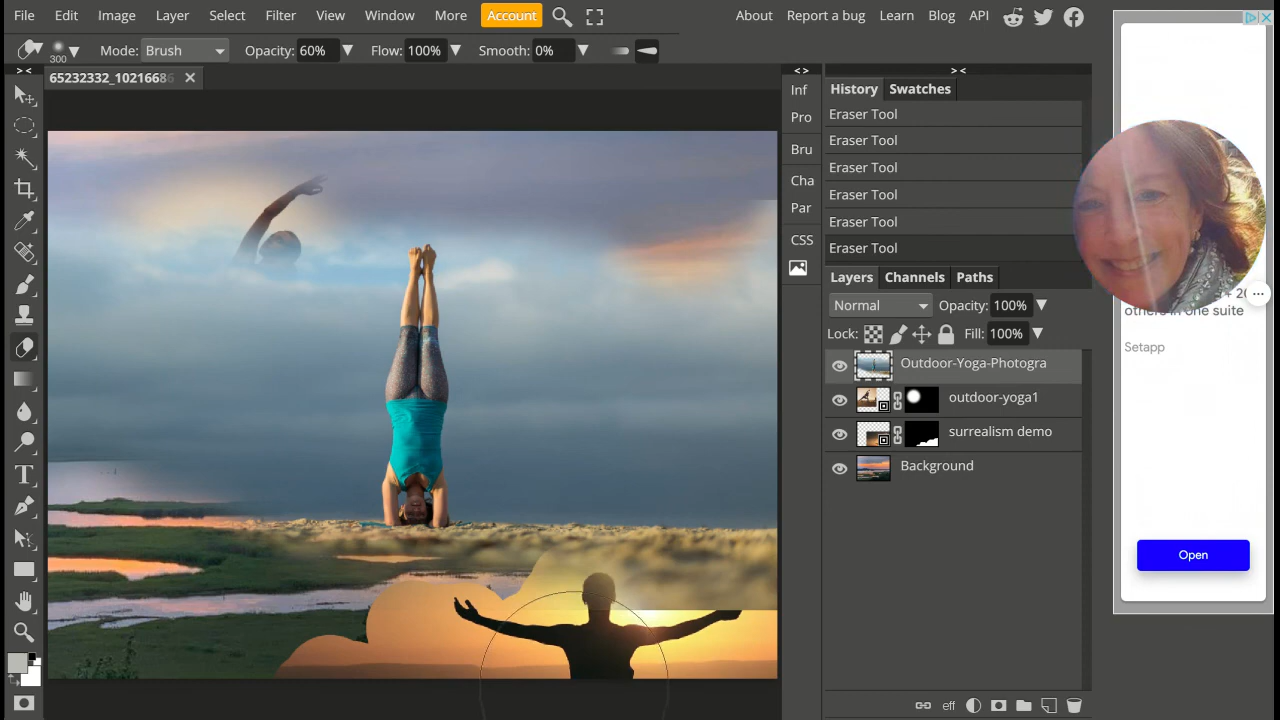 File Edit Image Layer Select Filter View Window More Account About Report a bug Learn Blog API
300 Mode: Brush Opacity: 60% Flow: 100% Smooth: 0%
> < < > > <
65232332_10216686
Inf
Pro
Bru
Cha
Par
CSS
History Swatches
Eraser Tool
Eraser Tool
Eraser Tool
Eraser Tool
Eraser Tool
Eraser Tool
Layers Channels Paths
Normal Opacity: 100%
Lock: Fill: 100%
Outdoor-Yoga-Photogra
outdoor-yoga1
surrealism demo
Background
eff
others in one suite
Setapp
Open